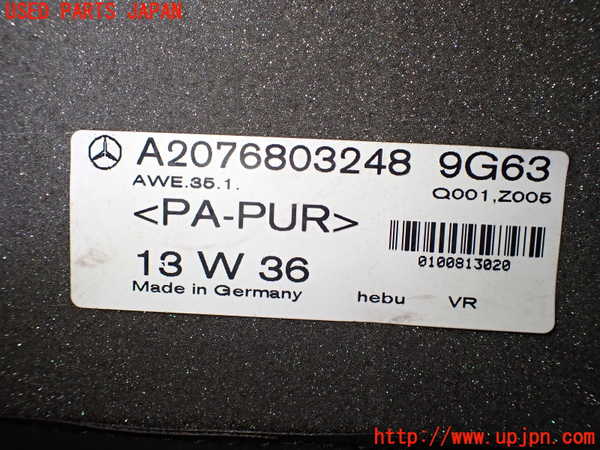 USED PARTS JAPAN
A2076803248 9G63
AWE.35.1. Q001,Z005
<PA-PUR>
0100813020
13 W 36
Made in Germany hebu VR
http://www.upjpn.com/